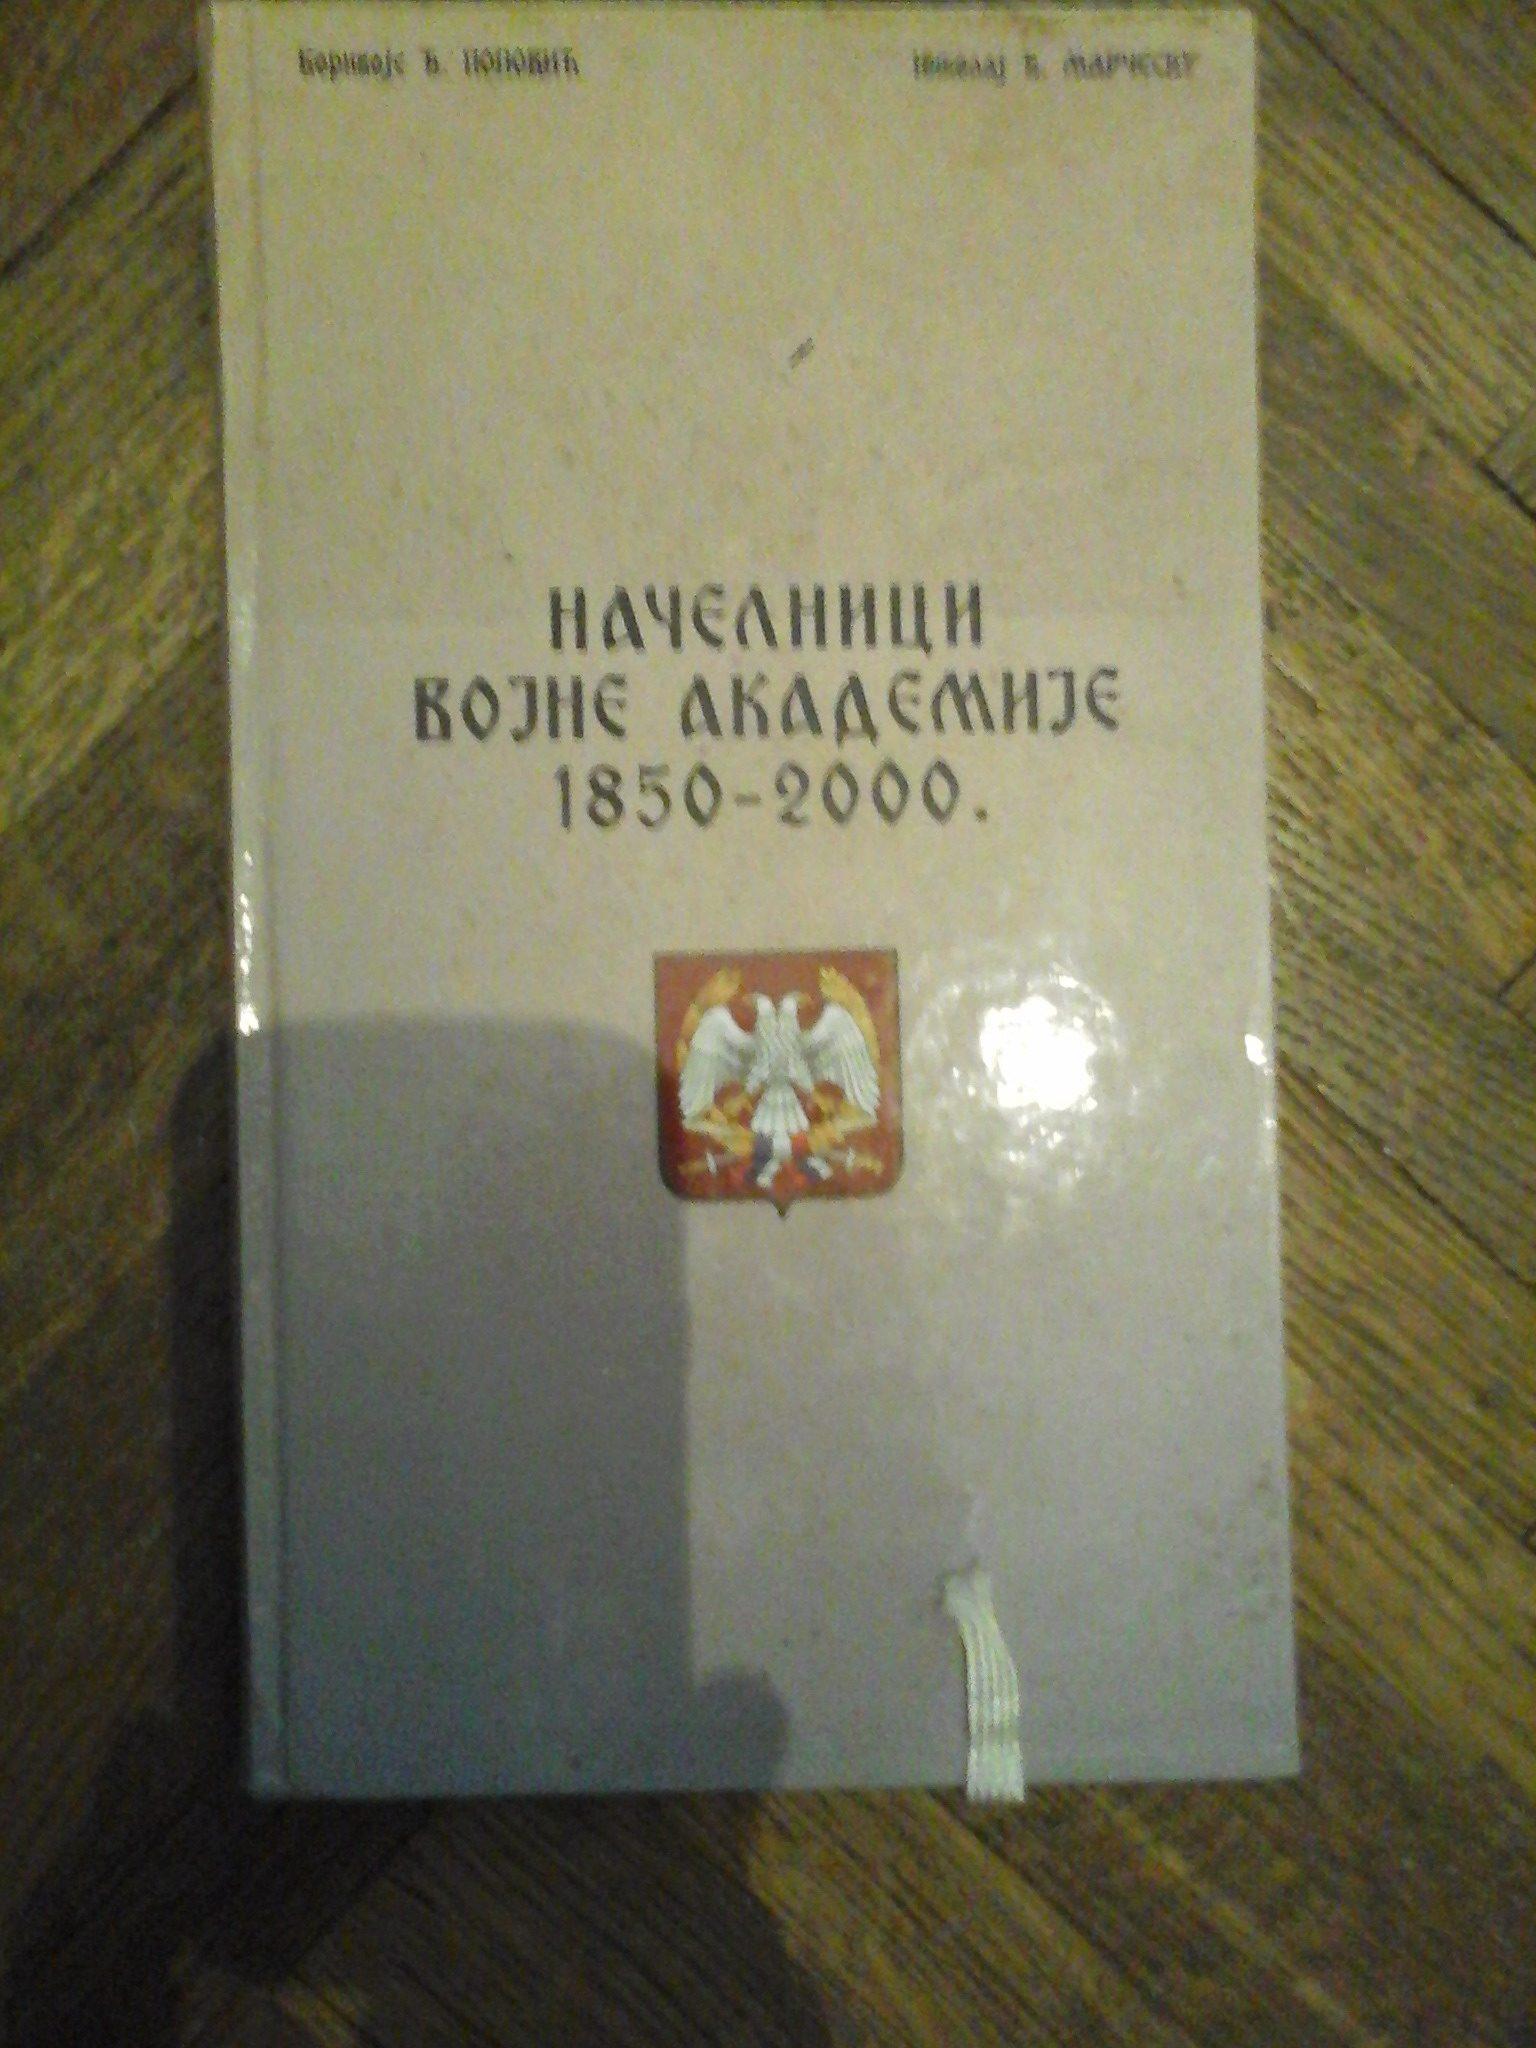 Боривоје Ђ. ПОПОВИЋ
Николај Ђ. МАРЧЕСКУ
НАЧЕЛНИЦИ
ВОЈНЕ АКАДЕМИЈЕ
1850-2000.